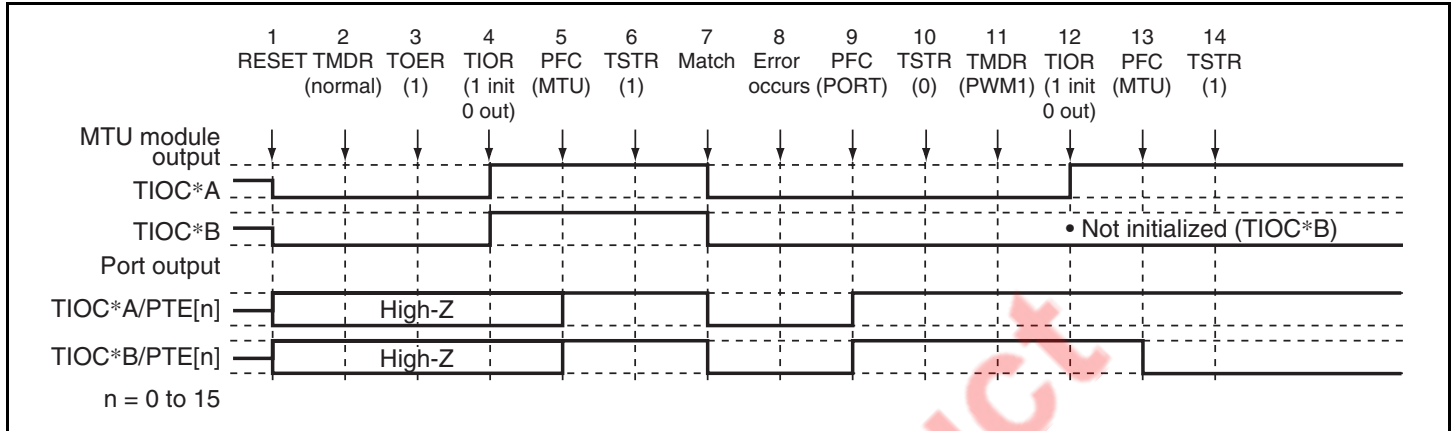 1 2 3 4 5 6 7 8 9 10 11 12 13 14
RESET TMDR TOER TIOR PFC TSTR Match Error PFC TSTR TMDR TIOR PFC TSTR
(normal) (1) (1 init (MTU) (1) occurs (PORT) (0) (PWM1) (1 init (MTU) (1)
0 out) 0 out)
MTU module
output
TIOC*A
TIOC*B
• Not initialized (TIOC*B)
Port output
TIOC*A/PTE[n]
High-Z
TIOC*B/PTE[n]
High-Z
n = 0 to 15